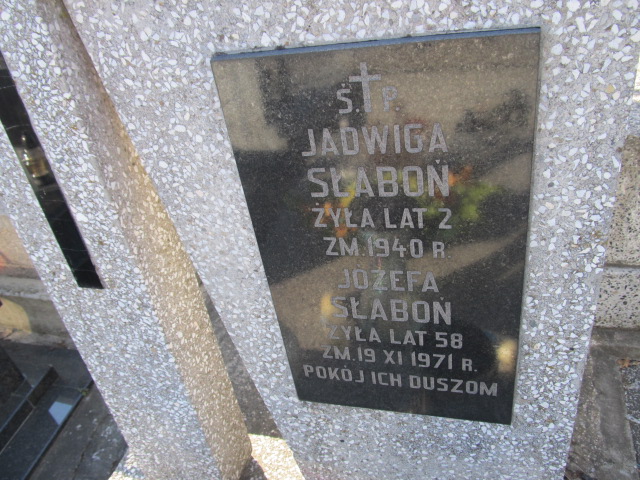 Ś. P.
JADWIGA
SŁABOŃ
ŻYŁA LAT 2
ZM. 1940 R.
JÓZEFA
SŁABOŃ
ŻYŁA LAT 58
ZM. 19 XI 1971 R.
POKÓJ ICH DUSZOM